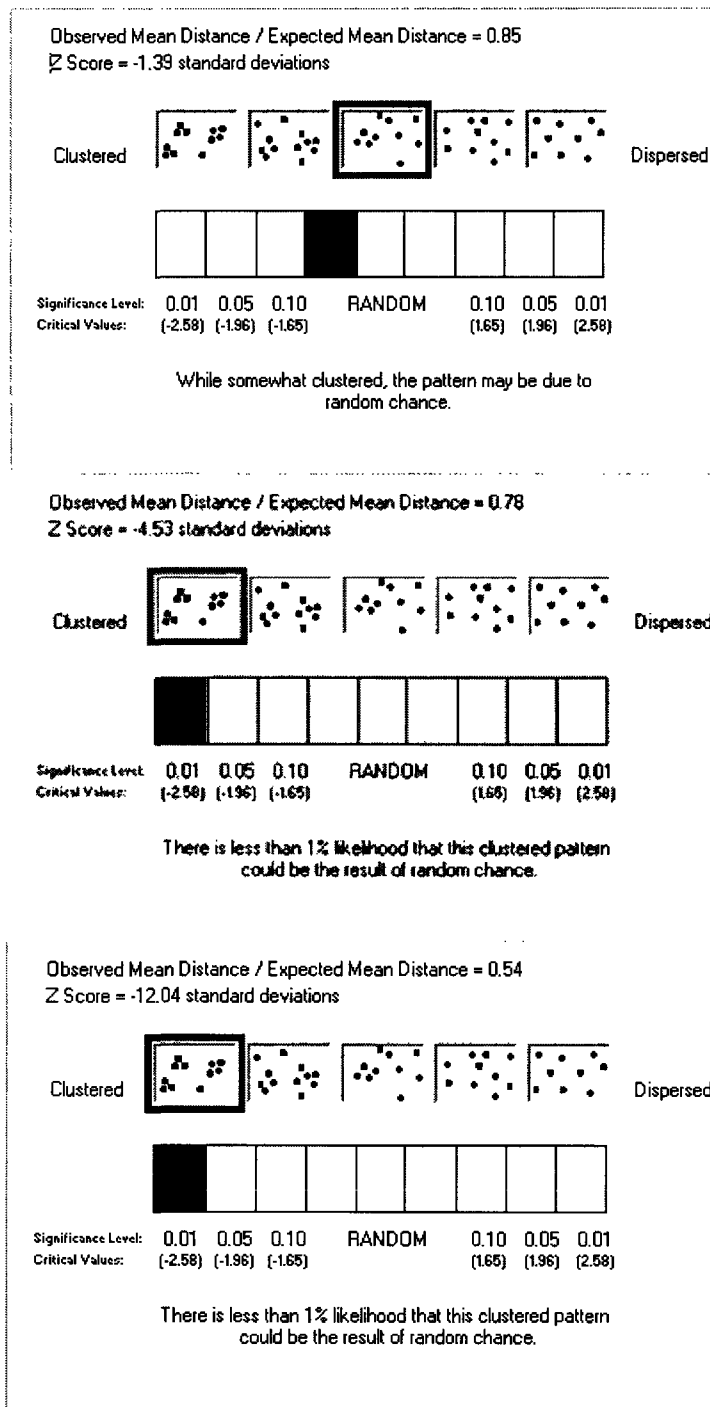 Observed Mean Distance / Expected Mean Distance = 0.85
Z Score = -1.39 standard deviations
Clustered
Dispersed
Significance Level: 0.01 0.05 0.10 RANDOM 0.10 0.05 0.01
Critical Values: (-2.58) (-1.96) (-1.65) (1.65) (1.96) (2.58)
While somewhat clustered, the pattern may be due to
random chance.
Observed Mean Distance / Expected Mean Distance = 0.78
Z Score = -4.53 standard deviations
Clustered
Dispersed
Significance Level: 0.01 0.05 0.10 RANDOM 0.10 0.05 0.01
Critical Values: (-2.58) (-1.96) (-1.65) (1.65) (1.96) (2.58)
There is less than 1% likelihood that this clustered pattern
could be the result of random chance.
Observed Mean Distance / Expected Mean Distance = 0.54
Z Score = -12.04 standard deviations
Clustered
Dispersed
Significance Level: 0.01 0.05 0.10 RANDOM 0.10 0.05 0.01
Critical Values: (-2.58) (-1.96) (-1.65) (1.65) (1.96) (2.58)
There is less than 1% likelihood that this clustered pattern
could be the result of random chance.